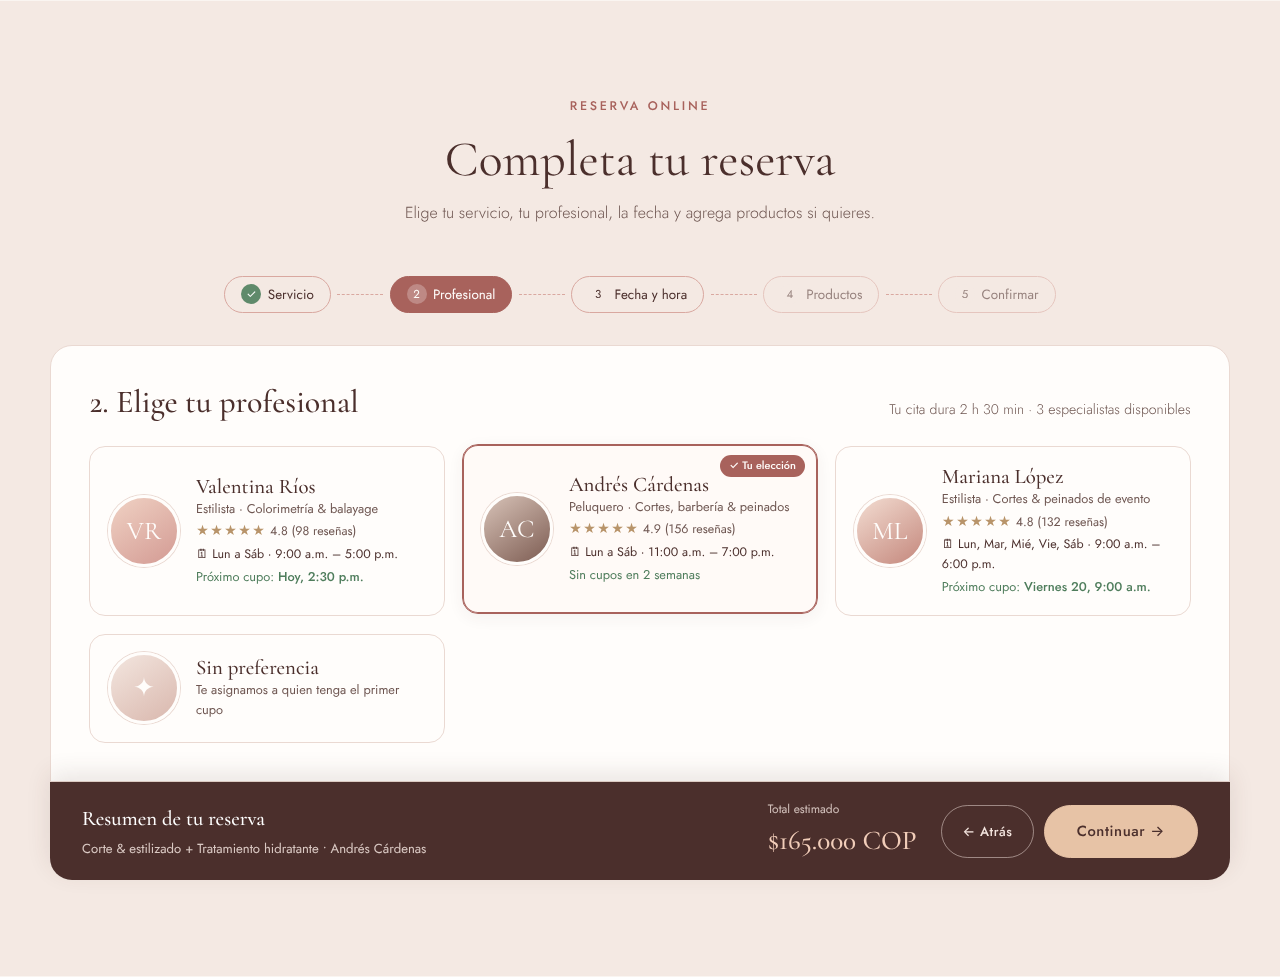 RESERVA ONLINE
Completa tu reserva
Elige tu servicio, tu profesional, la fecha y agrega productos si quieres.
✓ Servicio
2 Profesional
3 Fecha y hora
4 Productos
5 Confirmar
2. Elige tu profesional
Tu cita dura 2 h 30 min · 3 especialistas disponibles
VR
Valentina Ríos
Estilista · Colorimetría & balayage
★★★★★ 4.8 (98 reseñas)
🗓 Lun a Sáb · 9:00 a.m. – 5:00 p.m.
Próximo cupo: Hoy, 2:30 p.m.
✓ Tu elección
AC
Andrés Cárdenas
Peluquero · Cortes, barbería & peinados
★★★★★ 4.9 (156 reseñas)
🗓 Lun a Sáb · 11:00 a.m. – 7:00 p.m.
Sin cupos en 2 semanas
ML
Mariana López
Estilista · Cortes & peinados de evento
★★★★★ 4.8 (132 reseñas)
🗓 Lun, Mar, Mié, Vie, Sáb · 9:00 a.m. –
6:00 p.m.
Próximo cupo: Viernes 20, 9:00 a.m.
✦
Sin preferencia
Te asignamos a quien tenga el primer
cupo
Resumen de tu reserva
Corte & estilizado + Tratamiento hidratante · Andrés Cárdenas
Total estimado
$165.000 COP
← Atrás
Continuar →